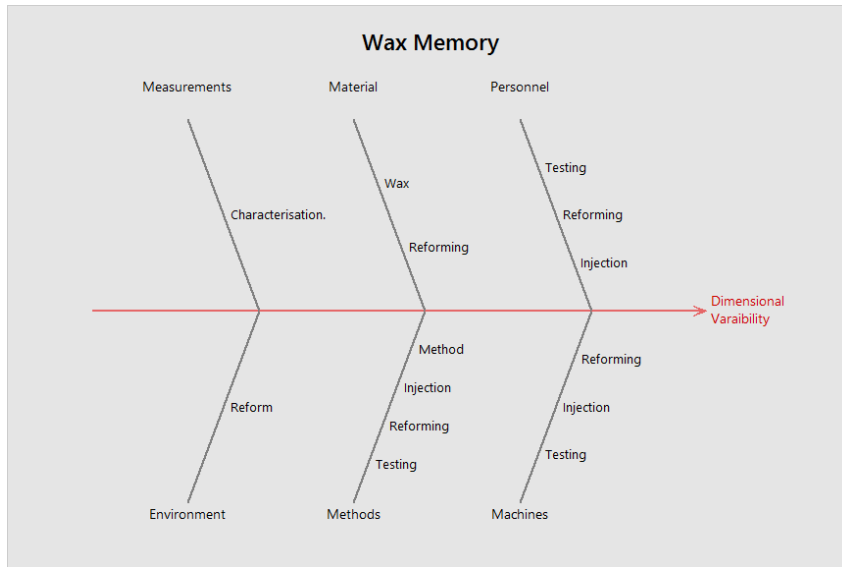 Wax Memory
Measurements
Material
Personnel
Testing
Wax
Reforming
Characterisation.
Reforming
Injection
Dimensional
Varaibility
Method
Reforming
Injection
Reform
Injection
Reforming
Testing
Testing
Environment
Methods
Machines